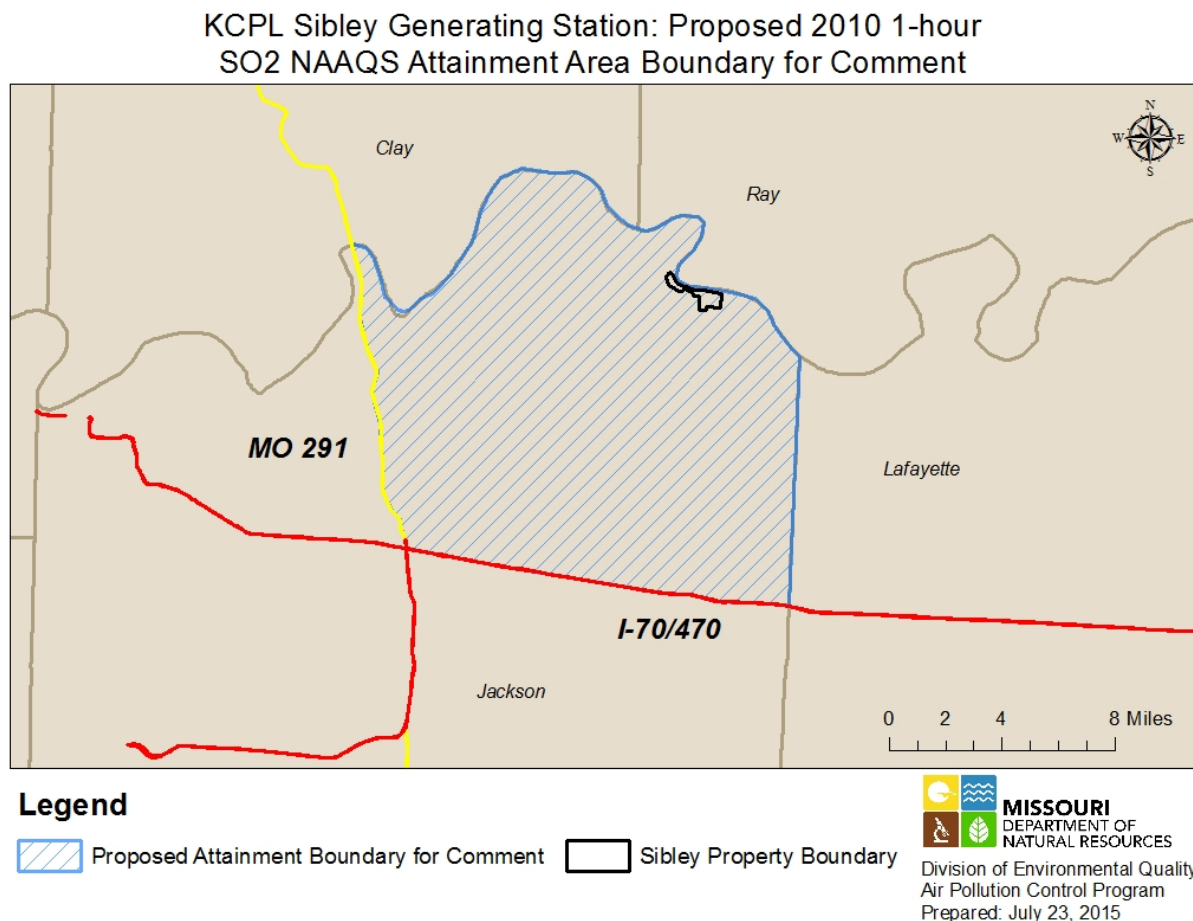 KCPL Sibley Generating Station: Proposed 2010 1-hour
SO2 NAAQS Attainment Area Boundary for Comment
N
W
E
S
Clay
Ray
MO 291
Lafayette
I-70/470
Jackson
0 2 4 8 Miles
Legend
Proposed Attainment Boundary for Comment
Sibley Property Boundary
MISSOURI
DEPARTMENT OF
NATURAL RESOURCES
Division of Environmental Quality
Air Pollution Control Program
Prepared: July 23, 2015